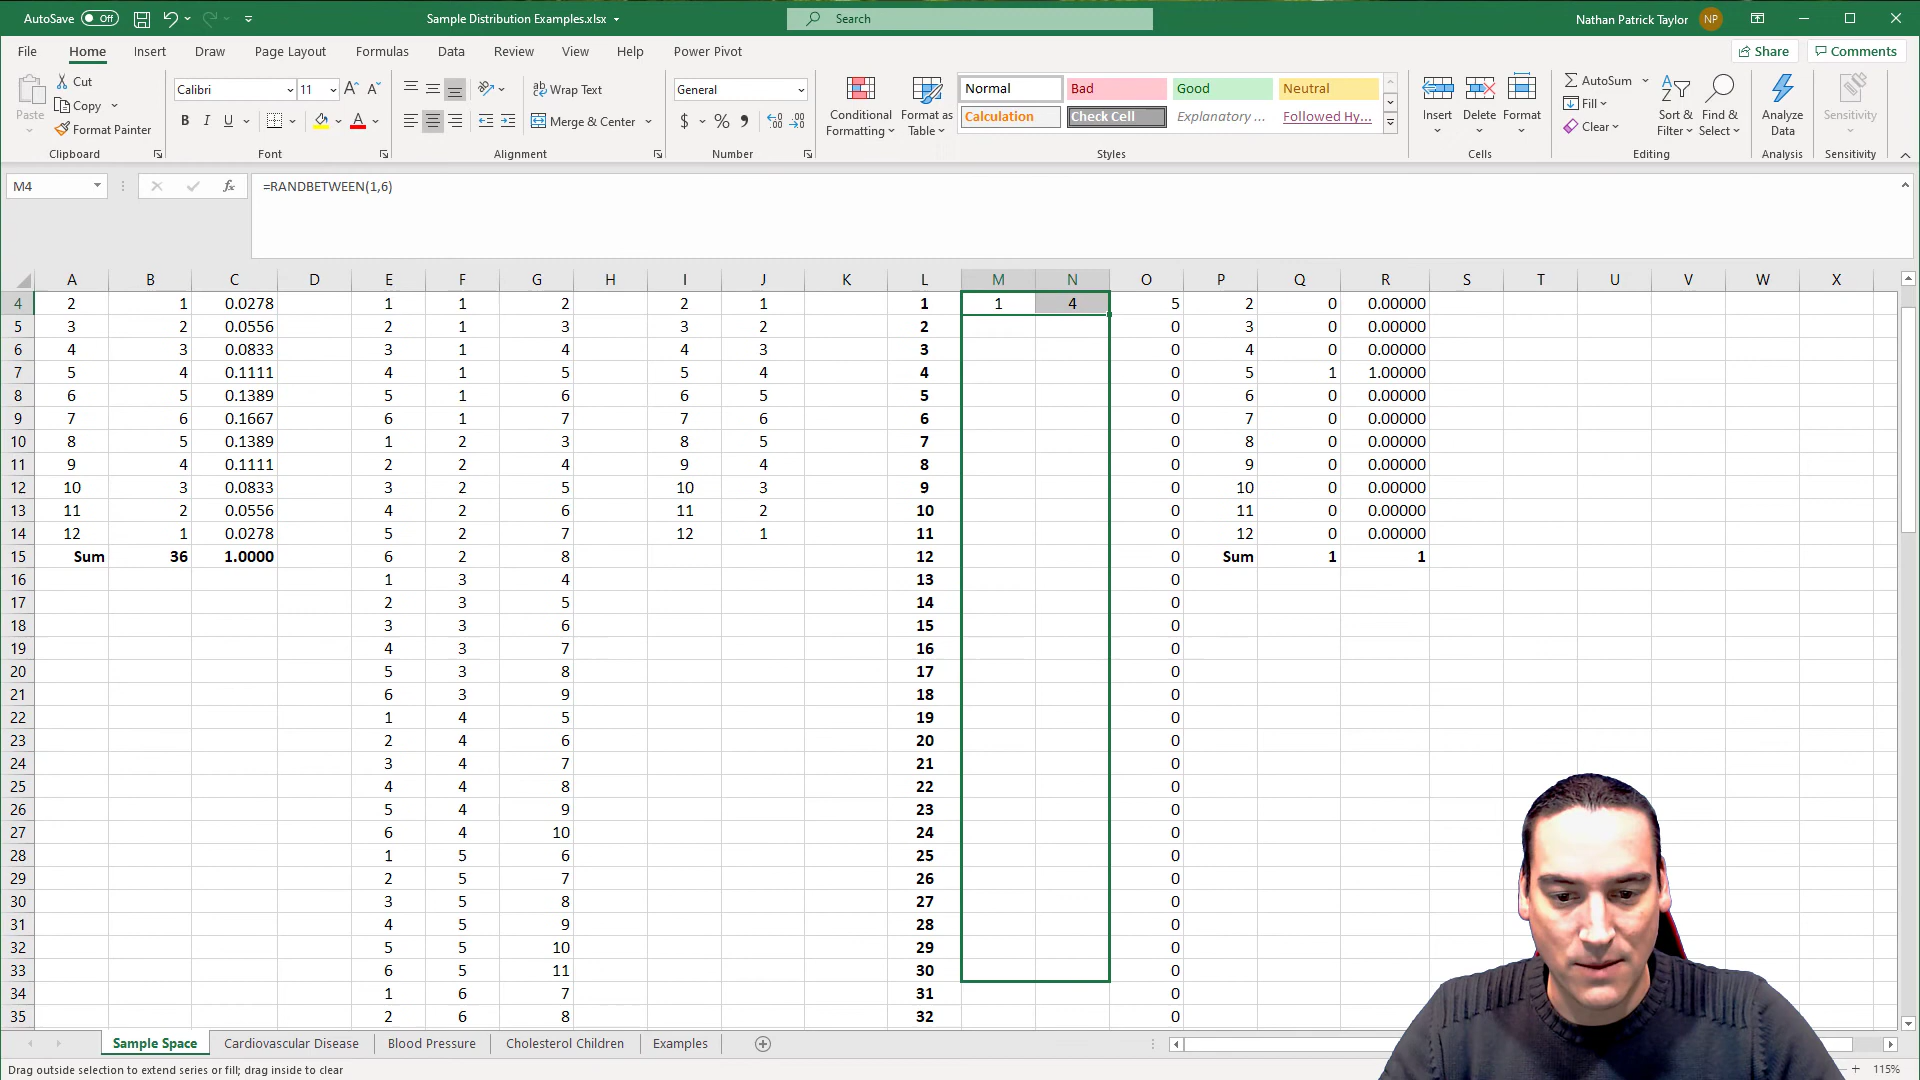 AutoSave Off Sample Distribution Examples.xlsx Search Nathan Patrick Taylor NP
File Home Insert Draw Page Layout Formulas Data Review View Help Power Pivot Share Comments
Paste Cut Copy Format Painter Clipboard
Calibri 11 B I U A Font
Wrap Text Merge & Center Alignment
General $ % Number
Conditional Formatting Format as Table Normal Bad Good Neutral Calculation Check Cell Explanatory ... Followed Hy... Styles
Insert Delete Format Cells
AutoSum Fill Clear Sort & Filter Find & Select Editing
Analyze Data Analysis Sensitivity Sensitivity
M4 fx =RANDBETWEEN(1,6)
A B C D E F G H I J K L M N O P Q R S T U V W X
4 2 1 0.0278 1 1 2 2 1 1 1 4 5 2 0 0.00000
5 3 2 0.0556 2 1 3 3 2 2 0 3 0 0.00000
6 4 3 0.0833 3 1 4 4 3 3 0 4 0 0.00000
7 5 4 0.1111 4 1 5 5 4 4 0 5 1 1.00000
8 6 5 0.1389 5 1 6 6 5 5 0 6 0 0.00000
9 7 6 0.1667 6 1 7 7 6 6 0 7 0 0.00000
10 8 5 0.1389 1 2 3 8 5 7 0 8 0 0.00000
11 9 4 0.1111 2 2 4 9 4 8 0 9 0 0.00000
12 10 3 0.0833 3 2 5 10 3 9 0 10 0 0.00000
13 11 2 0.0556 4 2 6 11 2 10 0 11 0 0.00000
14 12 1 0.0278 5 2 7 12 1 11 0 12 0 0.00000
15 Sum 36 1.0000 6 2 8 12 0 Sum 1 1
16 1 3 4 13 0
17 2 3 5 14 0
18 3 3 6 15 0
19 4 3 7 16 0
20 5 3 8 17 0
21 6 3 9 18 0
22 1 4 5 19 0
23 2 4 6 20 0
24 3 4 7 21 0
25 4 4 8 22 0
26 5 4 9 23 0
27 6 4 10 24 0
28 1 5 6 25 0
29 2 5 7 26 0
30 3 5 8 27 0
31 4 5 9 28 0
32 5 5 10 29 0
33 6 5 11 30 0
34 1 6 7 31 0
35 2 6 8 32 0
Sample Space Cardiovascular Disease Blood Pressure Cholesterol Children Examples
Drag outside selection to extend series or fill; drag inside to clear 115%